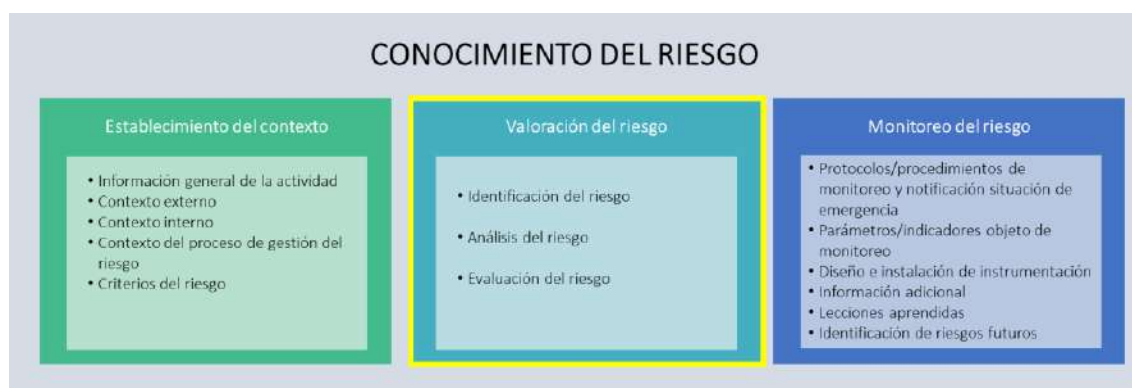 CONOCIMIENTO DEL RIESGO
Establecimiento del contexto
• Información general de la actividad
• Contexto externo
• Contexto interno
• Contexto del proceso de gestión del
riesgo
• Criterios del riesgo
Valoración del riesgo
• Identificación del riesgo
• Análisis del riesgo
• Evaluación del riesgo
Monitoreo del riesgo
• Protocolos/procedimientos de
monitoreo y notificación situación de
emergencia
• Parámetros/indicadores objeto de
monitoreo
• Diseño e instalación de instrumentación
• Información adicional
• Lecciones aprendidas
• Identificación de riesgos futuros